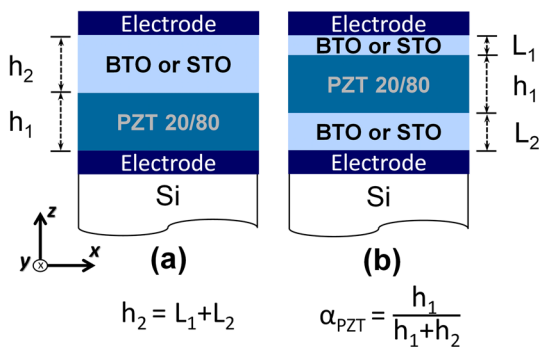 Electrode
h2
BTO or STO
h1
PZT 20/80
Electrode
Si
z
y
x
x
(a)
Electrode
BTO or STO
L1
PZT 20/80
h1
BTO or STO
L2
Electrode
Si
(b)
h2 = L1+L2
αPZT = h1
h1+h2